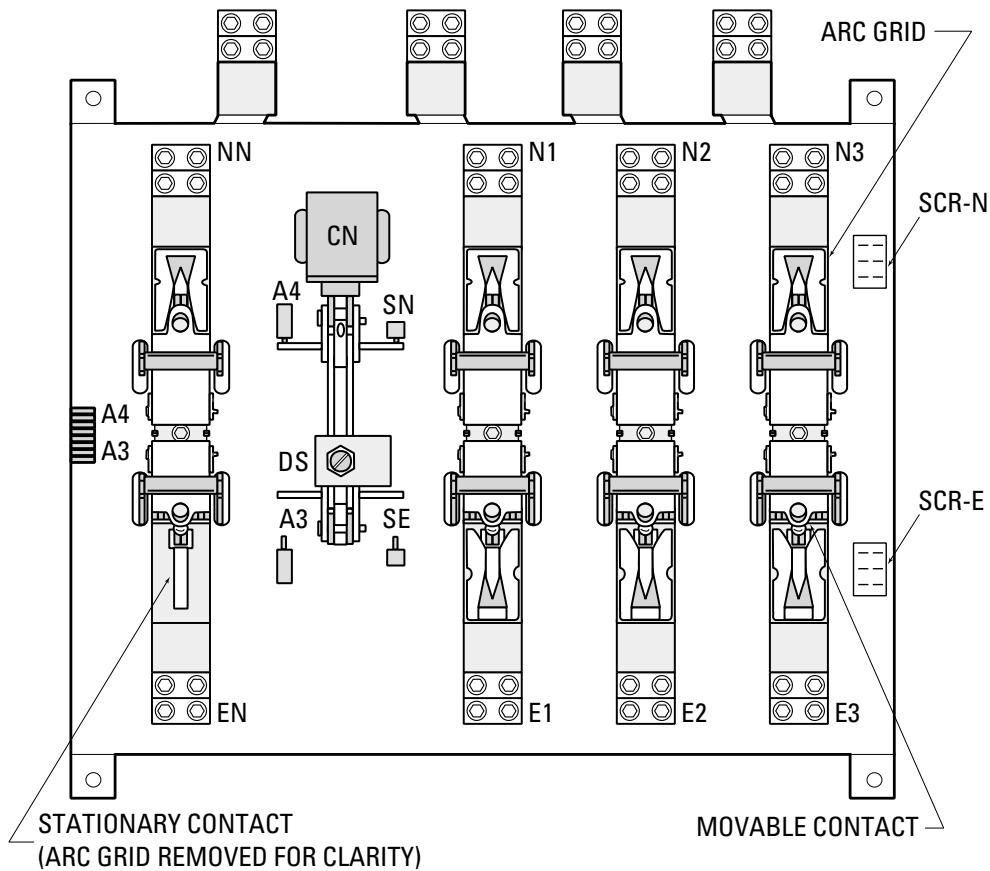 ARC GRID
NN
N1
N2
N3
SCR-N
CN
A4
SN
A4
A3
DS
A3
SE
SCR-E
EN
E1
E2
E3
STATIONARY CONTACT
(ARC GRID REMOVED FOR CLARITY)
MOVABLE CONTACT